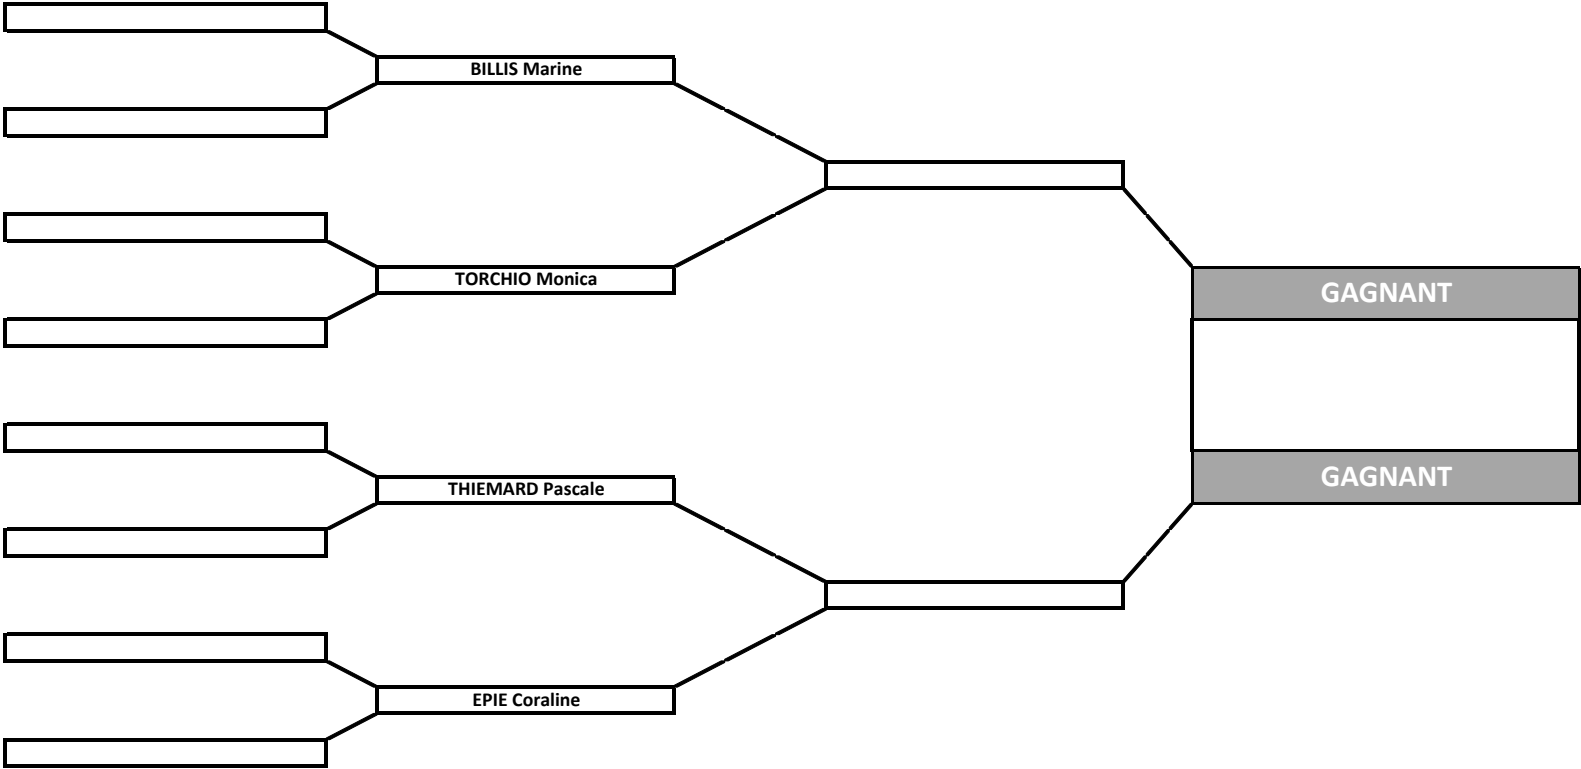 BILLIS Marine
TORCHIO Monica
GAGNANT
GAGNANT
THIEMARD Pascale
EPIE Coraline